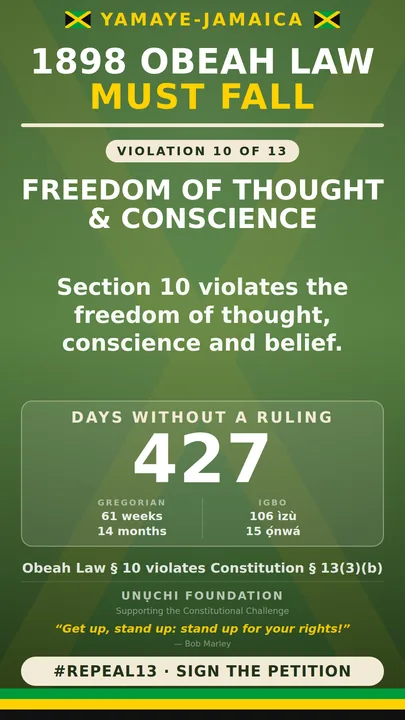 YAMAYE-JAMAICA
1898 OBEAH LAW
MUST FALL
VIOLATION 10 OF 13
FREEDOM OF THOUGHT
& CONSCIENCE
Section 10 violates the
freedom of thought,
conscience and belief.
DAYS WITHOUT A RULING
427
GREGORIAN
61 weeks
14 months
IGBO
106 ìzù
15 ọ́nwá
Obeah Law § 10 violates Constitution § 13(3)(b)
UNỤCHI FOUNDATION
Supporting the Constitutional Challenge
“Get up, stand up: stand up for your rights!”
— Bob Marley
#REPEAL13 · SIGN THE PETITION